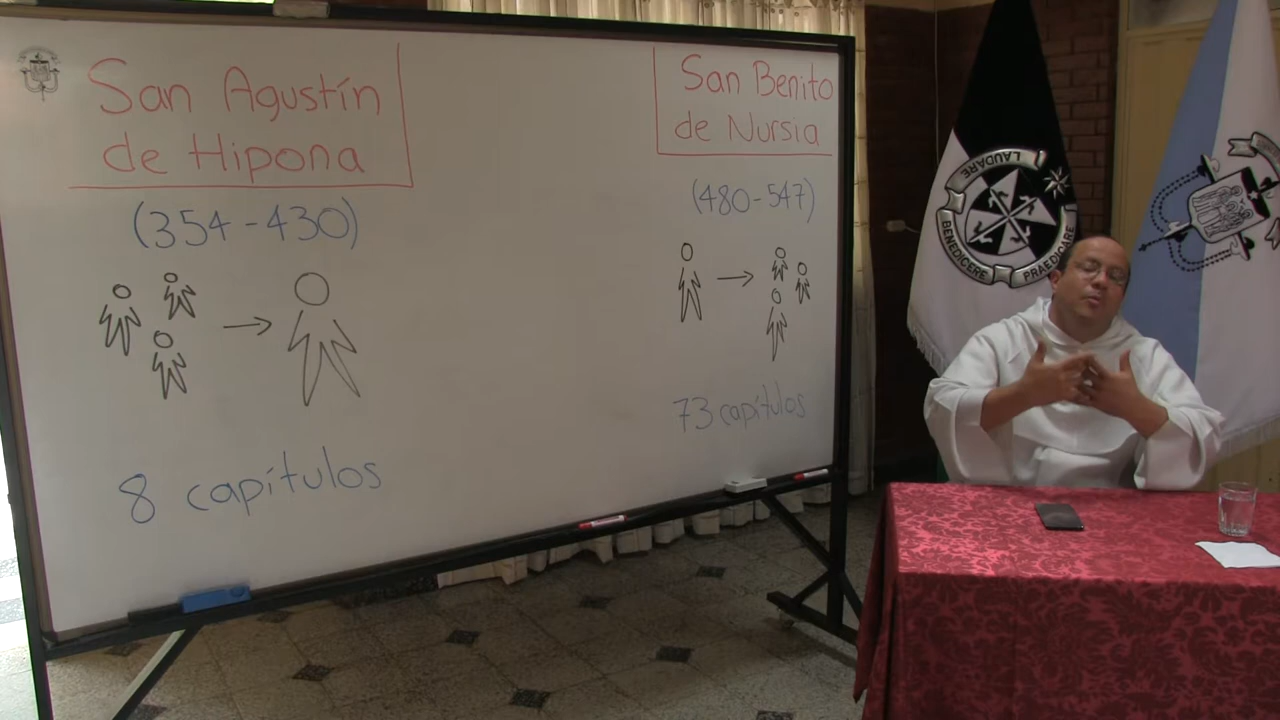 San Agustín
de Hipona
(354-430)
8 capítulos
San Benito
de Nursia
(480-547)
73 capítulos
LAUDARE
BENEDICERE
PRAEDICARE